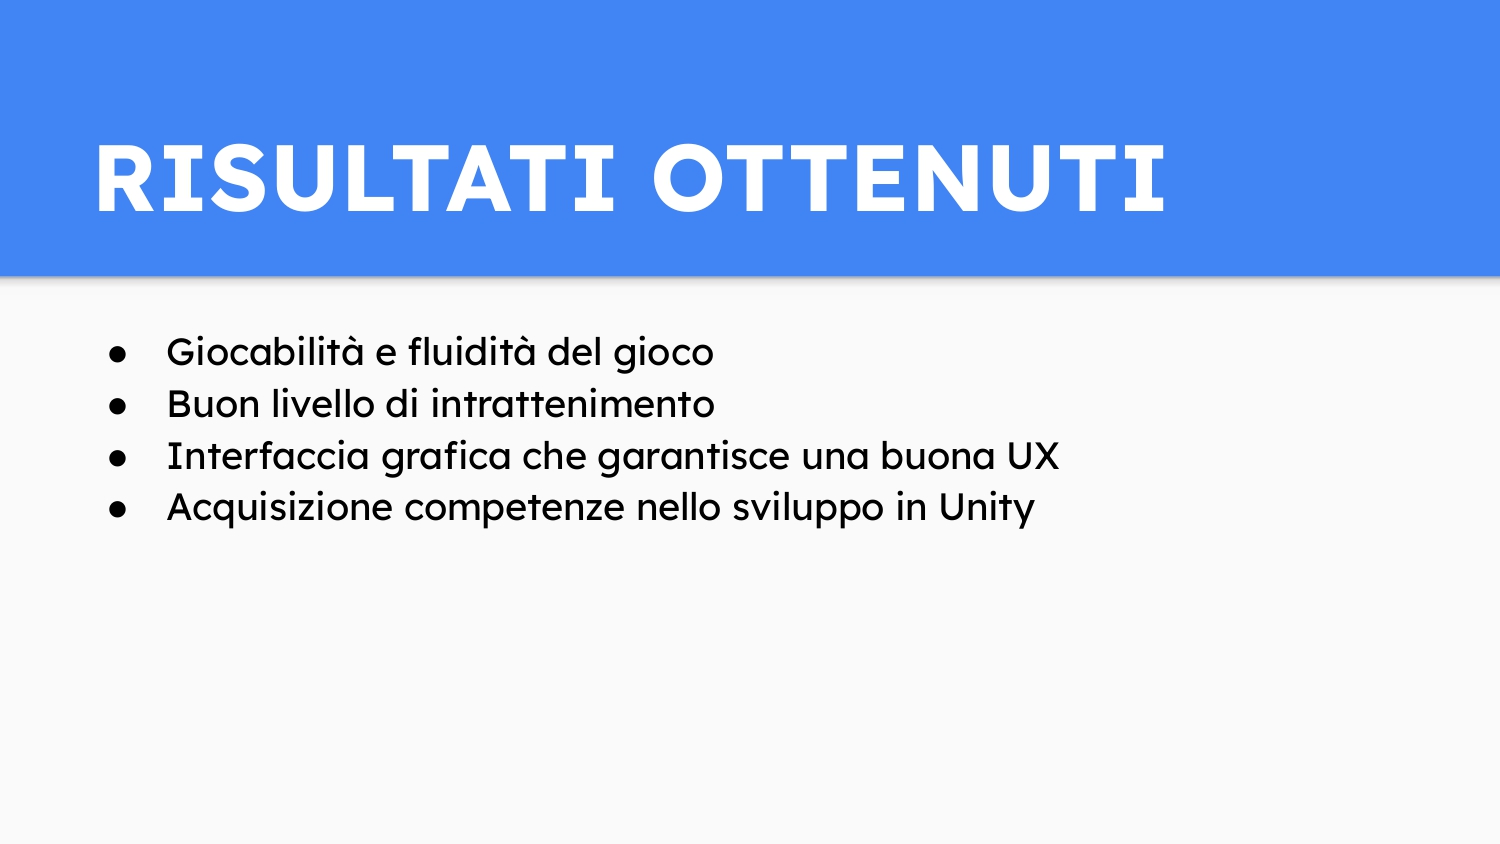 RISULTATI OTTENUTI
● Giocabilità e fluidità del gioco
● Buon livello di intrattenimento
● Interfaccia grafica che garantisce una buona UX
● Acquisizione competenze nello sviluppo in Unity